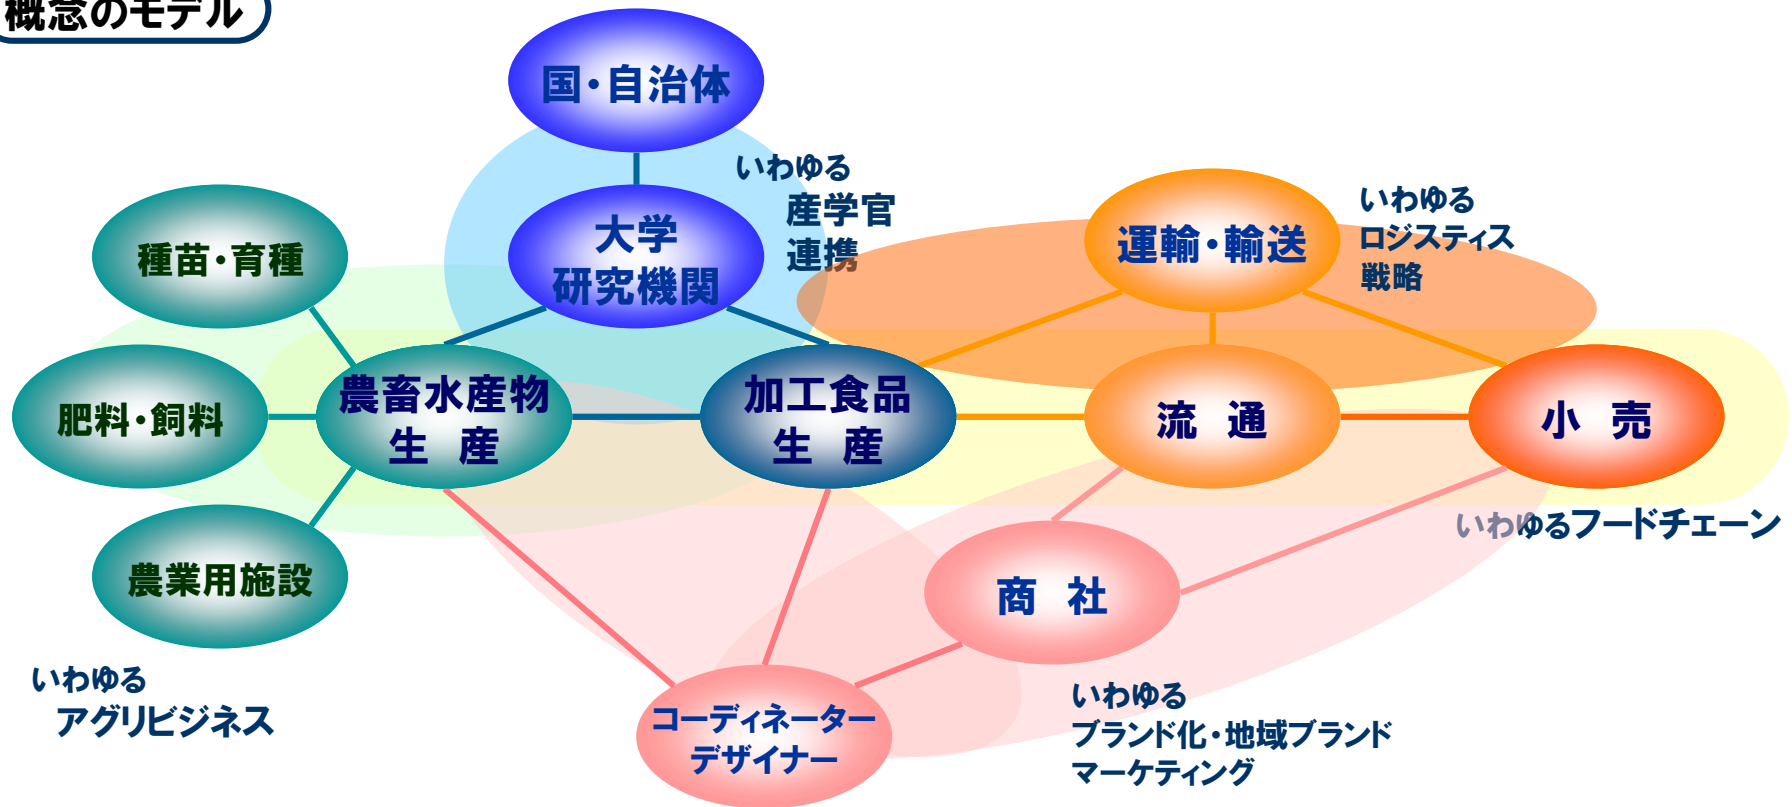 概念のモデル
国・自治体
いわゆる
産学官
連携
大学
研究機関
種苗・育種
運輸・輸送
いわゆる
ロジスティス
戦略
肥料・飼料
農畜水産物
生 産
加工食品
生 産
流 通
小 売
いわゆるフードチェーン
農業用施設
商 社
いわゆる
アグリビジネス
コーディネーター
デザイナー
いわゆる
ブランド化・地域ブランド
マーケティング